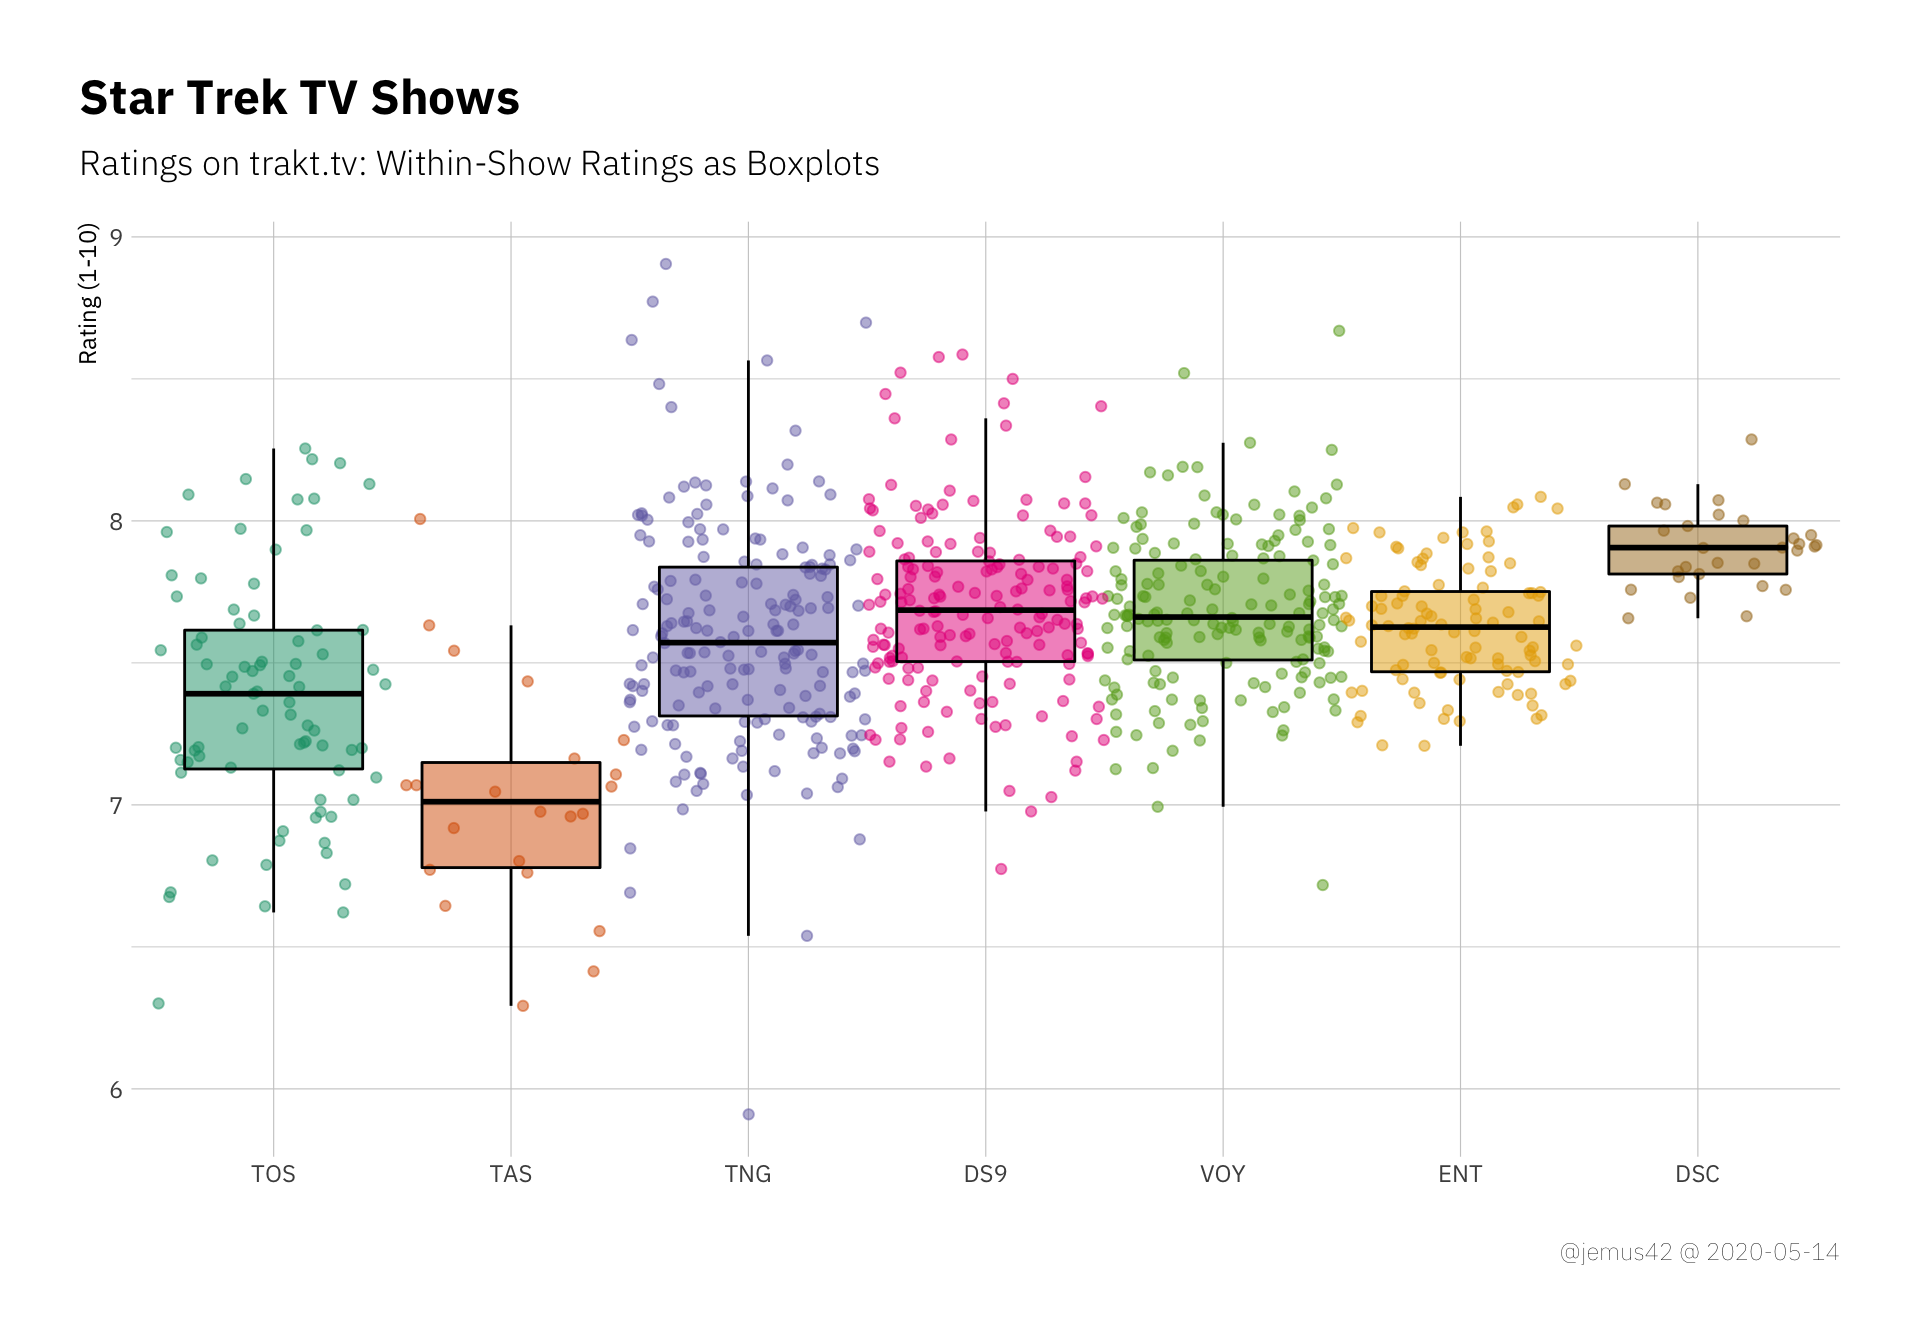 Star Trek TV Shows
Ratings on trakt.tv: Within-Show Ratings as Boxplots
Rating (1-10)
9
8
7
6
TOS TAS TNG DS9 VOY ENT DSC
@jemus42 @ 2020-05-14